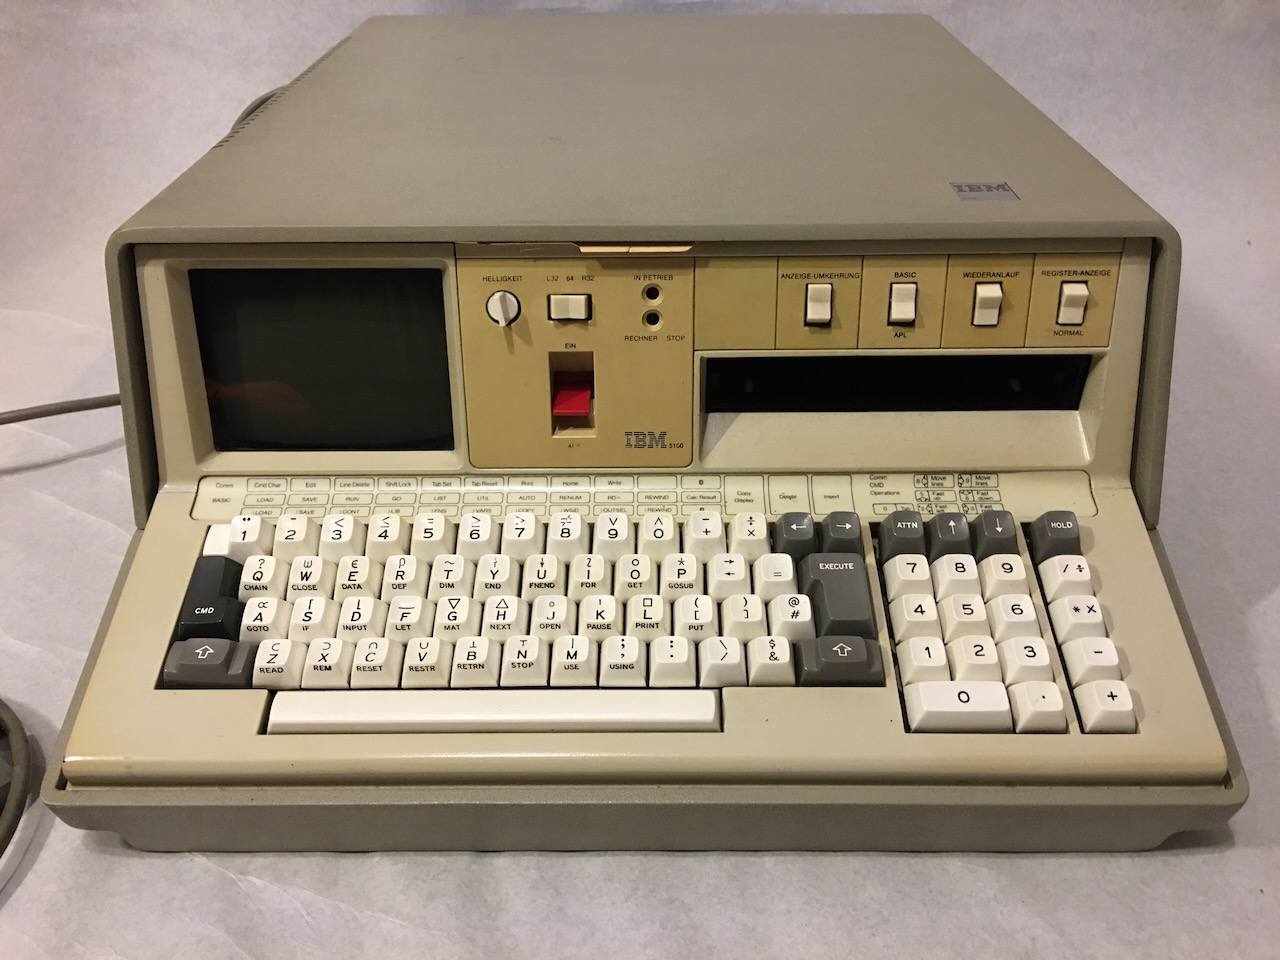 IBM
HELLIGKEIT
L32 64 R32
IN BETRIEB
ANZEIGE-UMKEHRUNG
BASIC
WIEDERANLAUF
REGISTER-ANZEIGE
RECHNER STOP
APL
NORMAL
EIN
IBM 5100
Comm Cmd Char Edit Line Delete Shift Lock Tab Set Tab Reset Print Home Write
BASIC LOAD SAVE RUN GO LIST UTIL AUTO RENUM RD= REWIND Calc Result
Copy Display
Delete
Insert
Comm CMD Operations
Move lines
Move lines
Fast up
Fast down
" 1 ¨ 2 < 3 ≤ 4 = 5 ≥ 6 > 7 ≠ 8 ∨ 9 ∧ 0 − + ÷ × ← →
ATTN ↑ ↓ HOLD
? Q CHAIN ω W CLOSE ∈ E DATA ρ R DEF ~ T DIM ↑ Y END ↓ U FNEND ⍳ I FOR ○ O GET * P GOSUB → ← =
EXECUTE
7 8 9 / ÷
CMD
α A GOTO ⌈ S IF ⌊ D INPUT _ F LET ∇ G MAT ∆ H NEXT ∘ J OPEN ' K PAUSE □ L PRINT ( [ PUT ) ] @ #
4 5 6 * ×
⇧ ⊂ Z READ ⊃ X REM ∩ C RESET ∪ V RESTR ⊥ B RETRN ⊤ N STOP | M USE ; , USING : . \ / $ & ⇧
1 2 3 −
0 . +